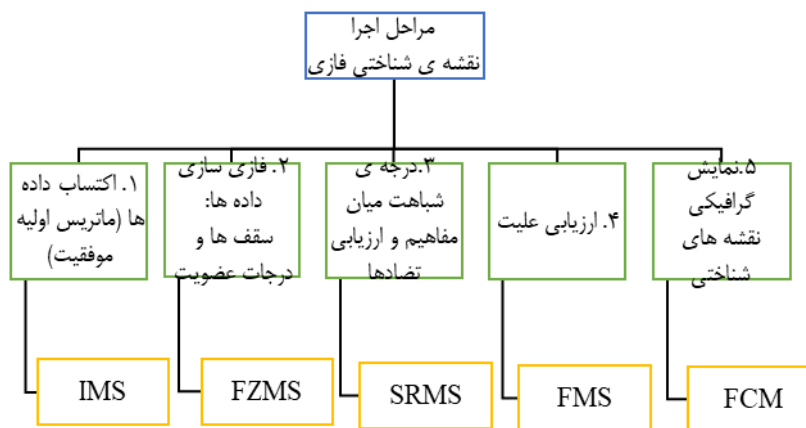 مراحل اجرا
نقشه ی شناختی فازی
۱. اکتساب داده
ها (ماتریس اولیه
موفقیت)
۲. فازی سازی
داده ها:
سقف ها و
درجات عضویت
۳.درجه ی
شباهت میان
مفاهیم و ارزیابی
تضادها
۴. ارزیابی علیت
۵.نمایش
گرافیکی
نقشه های
شناختی
IMS
FZMS
SRMS
FMS
FCM